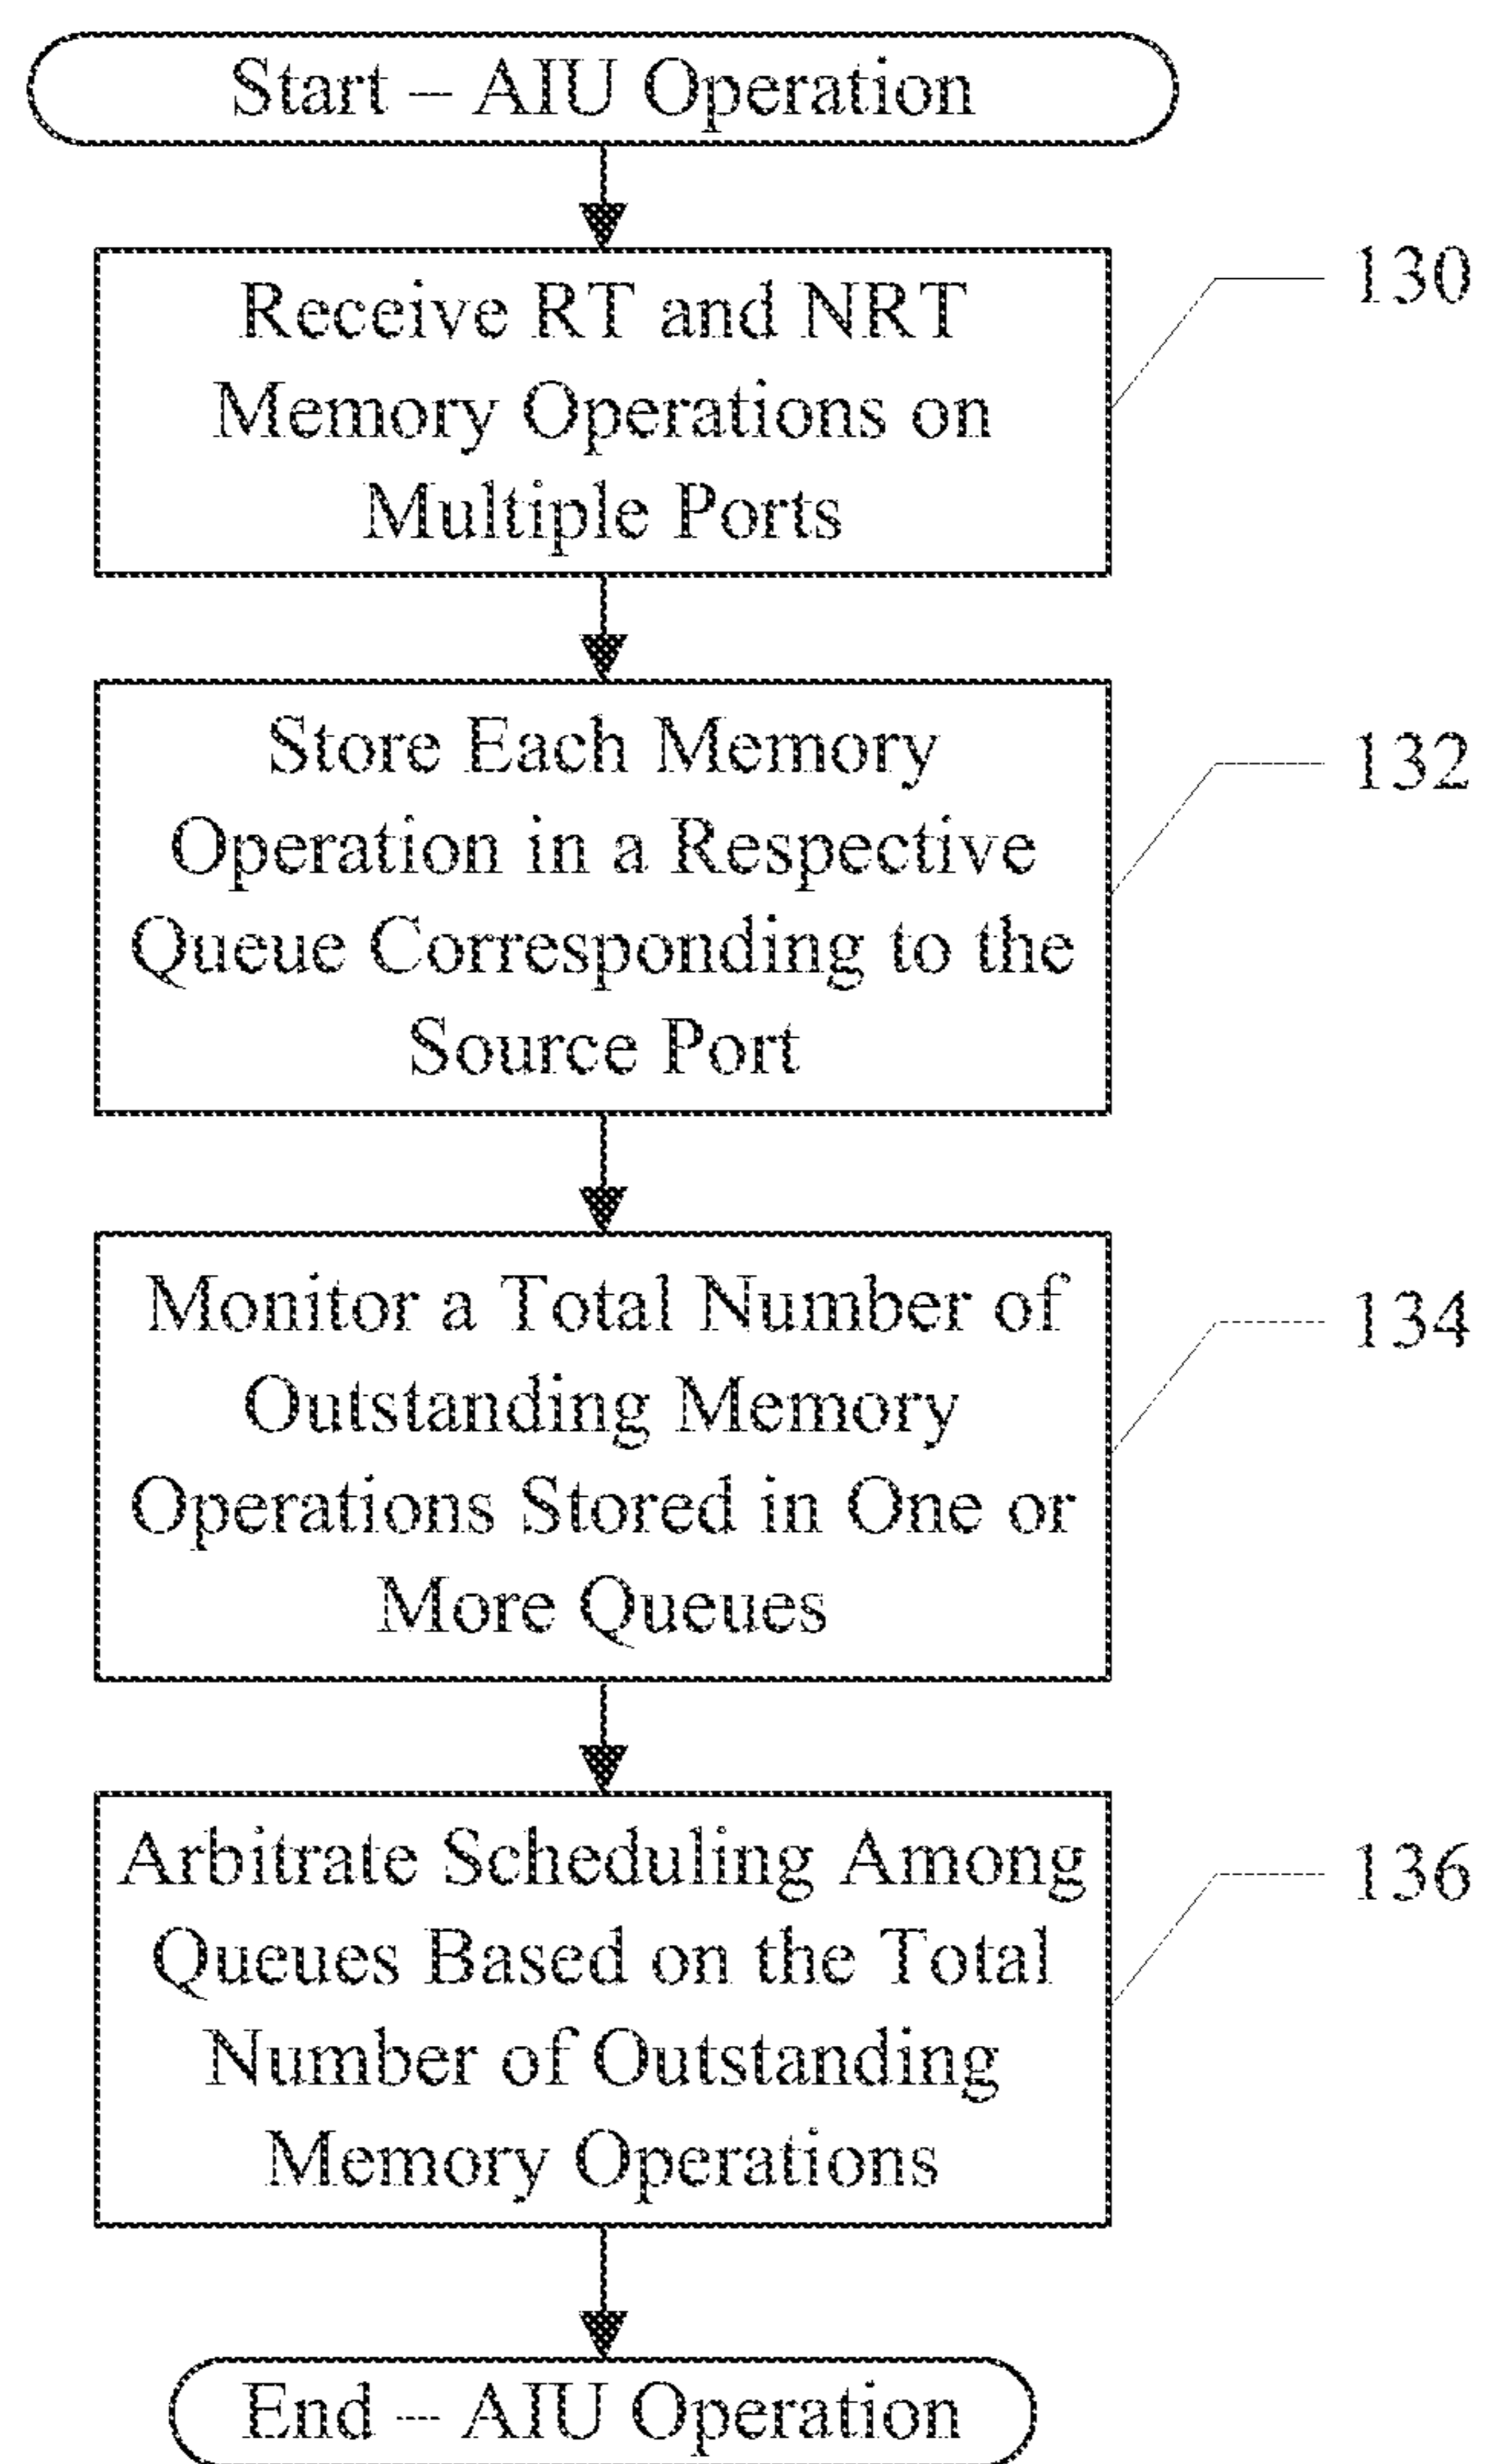 Start – AIU Operation
Receive RT and NRT
Memory Operations on
Multiple Ports
130
Store Each Memory
Operation in a Respective
Queue Corresponding to the
Source Port
132
Monitor a Total Number of
Outstanding Memory
Operations Stored in One or
More Queues
134
Arbitrate Scheduling Among
Queues Based on the Total
Number of Outstanding
Memory Operations
136
End – AIU Operation